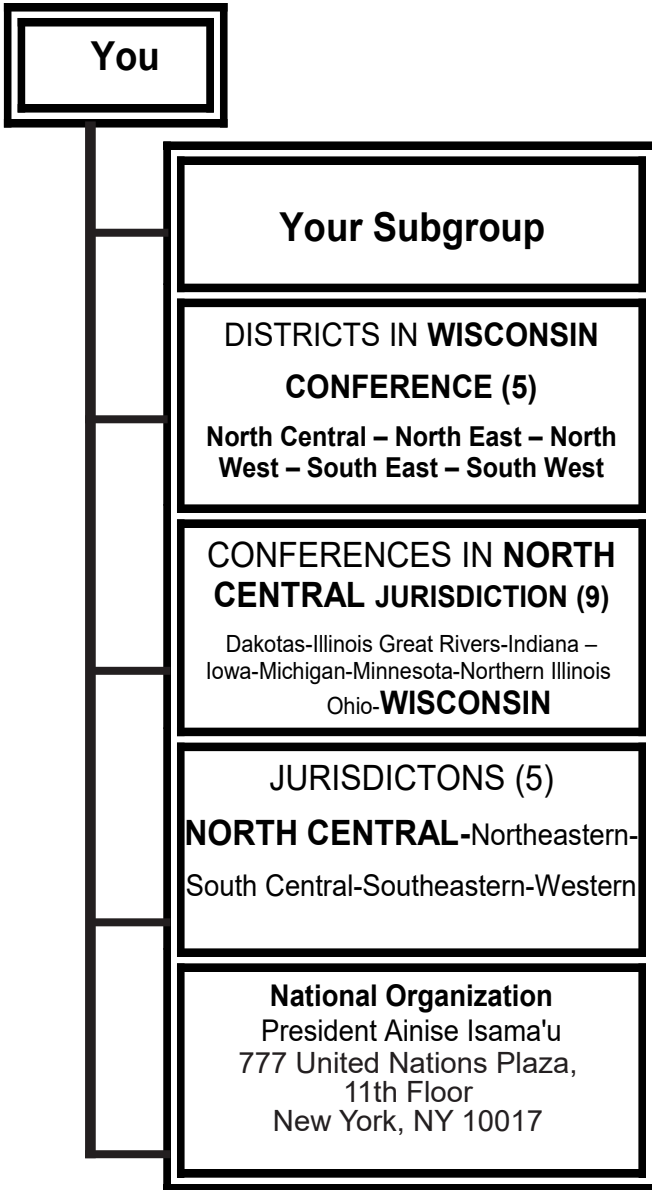 You
Your Subgroup
DISTRICTS IN WISCONSIN
CONFERENCE (5)
North Central – North East – North
West – South East – South West
CONFERENCES IN NORTH
CENTRAL JURISDICTION (9)
Dakotas-Illinois Great Rivers-Indiana –
Iowa-Michigan-Minnesota-Northern Illinois
Ohio-WISCONSIN
JURISDICTONS (5)
NORTH CENTRAL-Northeastern-
South Central-Southeastern-Western
National Organization
President Ainise Isama'u
777 United Nations Plaza,
11th Floor
New York, NY 10017